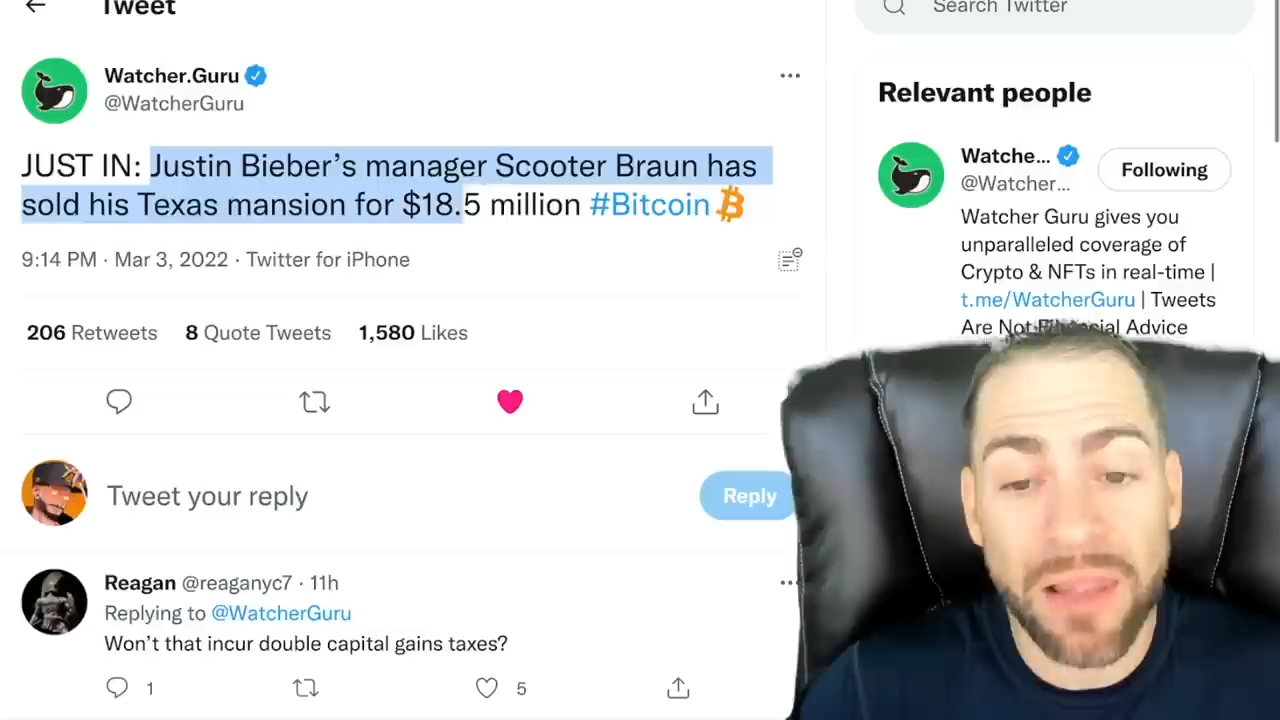 Tweet
Search Twitter
Watcher.Guru
@WatcherGuru
JUST IN: Justin Bieber’s manager Scooter Braun has
sold his Texas mansion for $18.5 million #Bitcoin
9:14 PM · Mar 3, 2022 · Twitter for iPhone
206 Retweets 8 Quote Tweets 1,580 Likes
Tweet your reply
Reply
Reagan @reaganyc7 · 11h
Replying to @WatcherGuru
Won’t that incur double capital gains taxes?
1
5
Relevant people
Watche...
@Watcher...
Following
Watcher Guru gives you
unparalleled coverage of
Crypto & NFTs in real-time |
t.me/WatcherGuru | Tweets
Are Not Financial Advice